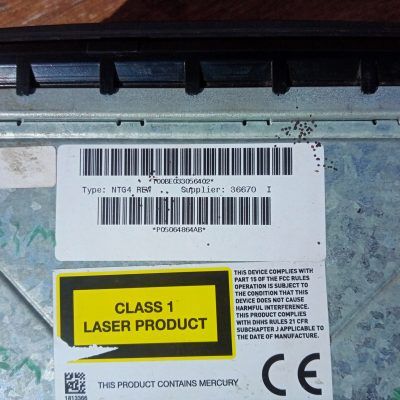 *T00BE033056402*
Type: NTG4 REW Supplier: 36670 I
*P05064864AB*
CLASS 1
LASER PRODUCT
THIS DEVICE COMPLIES WITH
PART 15 OF THE FCC RULES
OPERATION IS SUBJECT TO
THE CONDITION THAT THIS
DEVICE DOES NOT CAUSE
HARMFUL INTERFERENCE.
THIS PRODUCT COMPLIES
WITH DHHS RULES 21 CFR
SUBCHAPTER J APPLICABLE TO
THE DATE OF MANUFACTURE.
THIS PRODUCT CONTAINS MERCURY
CE
1813366